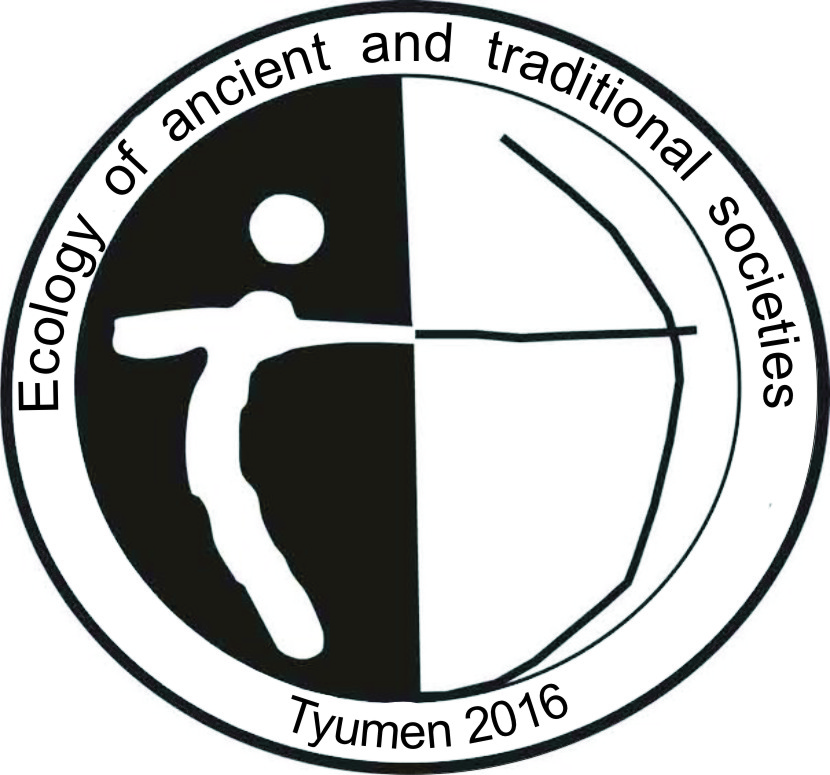 Ecology of ancient and traditional societies
Tyumen 2016